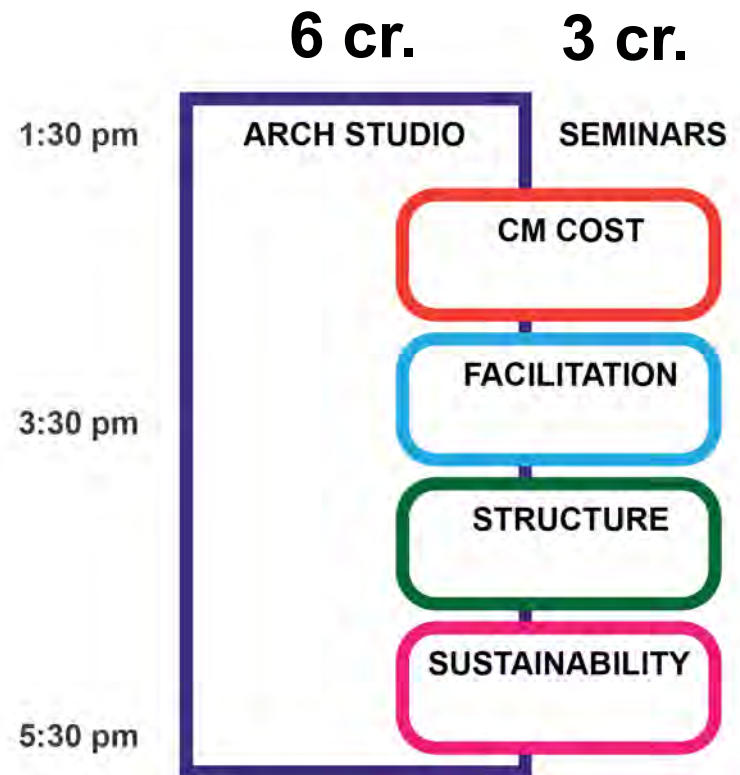 6 cr. 3 cr.
1:30 pm ARCH STUDIO SEMINARS
CM COST
FACILITATION
3:30 pm
STRUCTURE
SUSTAINABILITY
5:30 pm